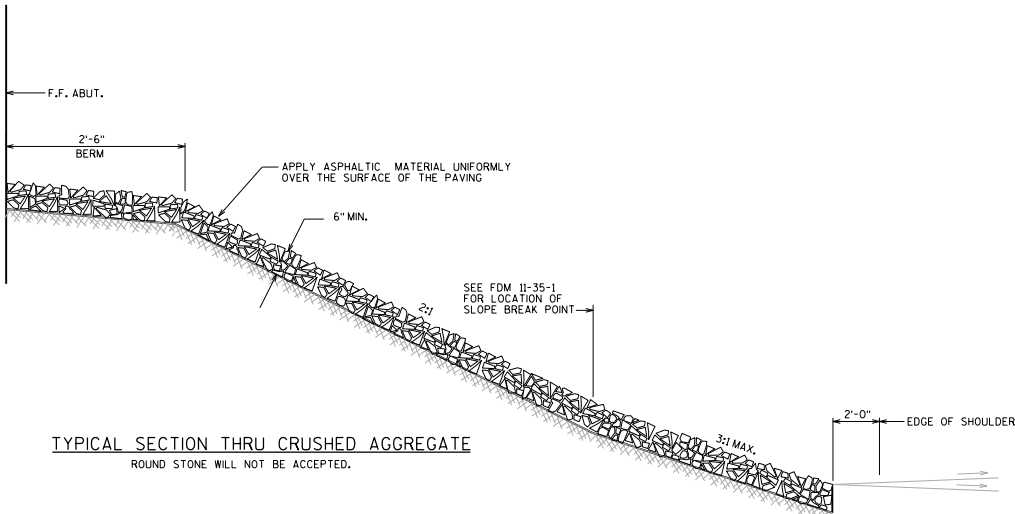 F.F. ABUT.
2'-6"
BERM
APPLY ASPHALTIC MATERIAL UNIFORMLY
OVER THE SURFACE OF THE PAVING
6" MIN.
SEE FDM 11-35-1
FOR LOCATION OF
SLOPE BREAK POINT
2:1
3:1 MAX.
2'-0"
EDGE OF SHOULDER
TYPICAL SECTION THRU CRUSHED AGGREGATE
ROUND STONE WILL NOT BE ACCEPTED.